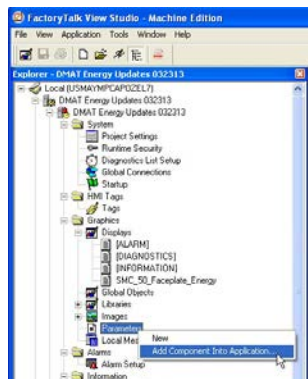 FactoryTalk View Studio - Machine Edition
File View Application Tools Window Help
Explorer - DMAT Energy Updates 032313
Local (USMAYMPCAPOZEL7)
DMAT Energy Updates 032313
DMAT Energy Updates 032313
System
Project Settings
Runtime Security
Diagnostics List Setup
Global Connections
Startup
HMI Tags
Tags
Graphics
Displays
[ALARM]
[DIAGNOSTICS]
[INFORMATION]
SMC_50_Faceplate_Energy
Global Objects
Libraries
Images
Parameters
New
Local Mes
Add Component Into Application...
Alarms
Alarm Setup
Information